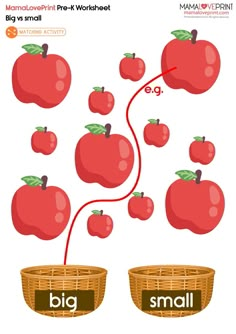 MamaLovePrint Pre-K Worksheet
Big vs small
MATCHING ACTIVITY
MAMALOVEPRINT
mamaloveprint.com
e.g.
big
small